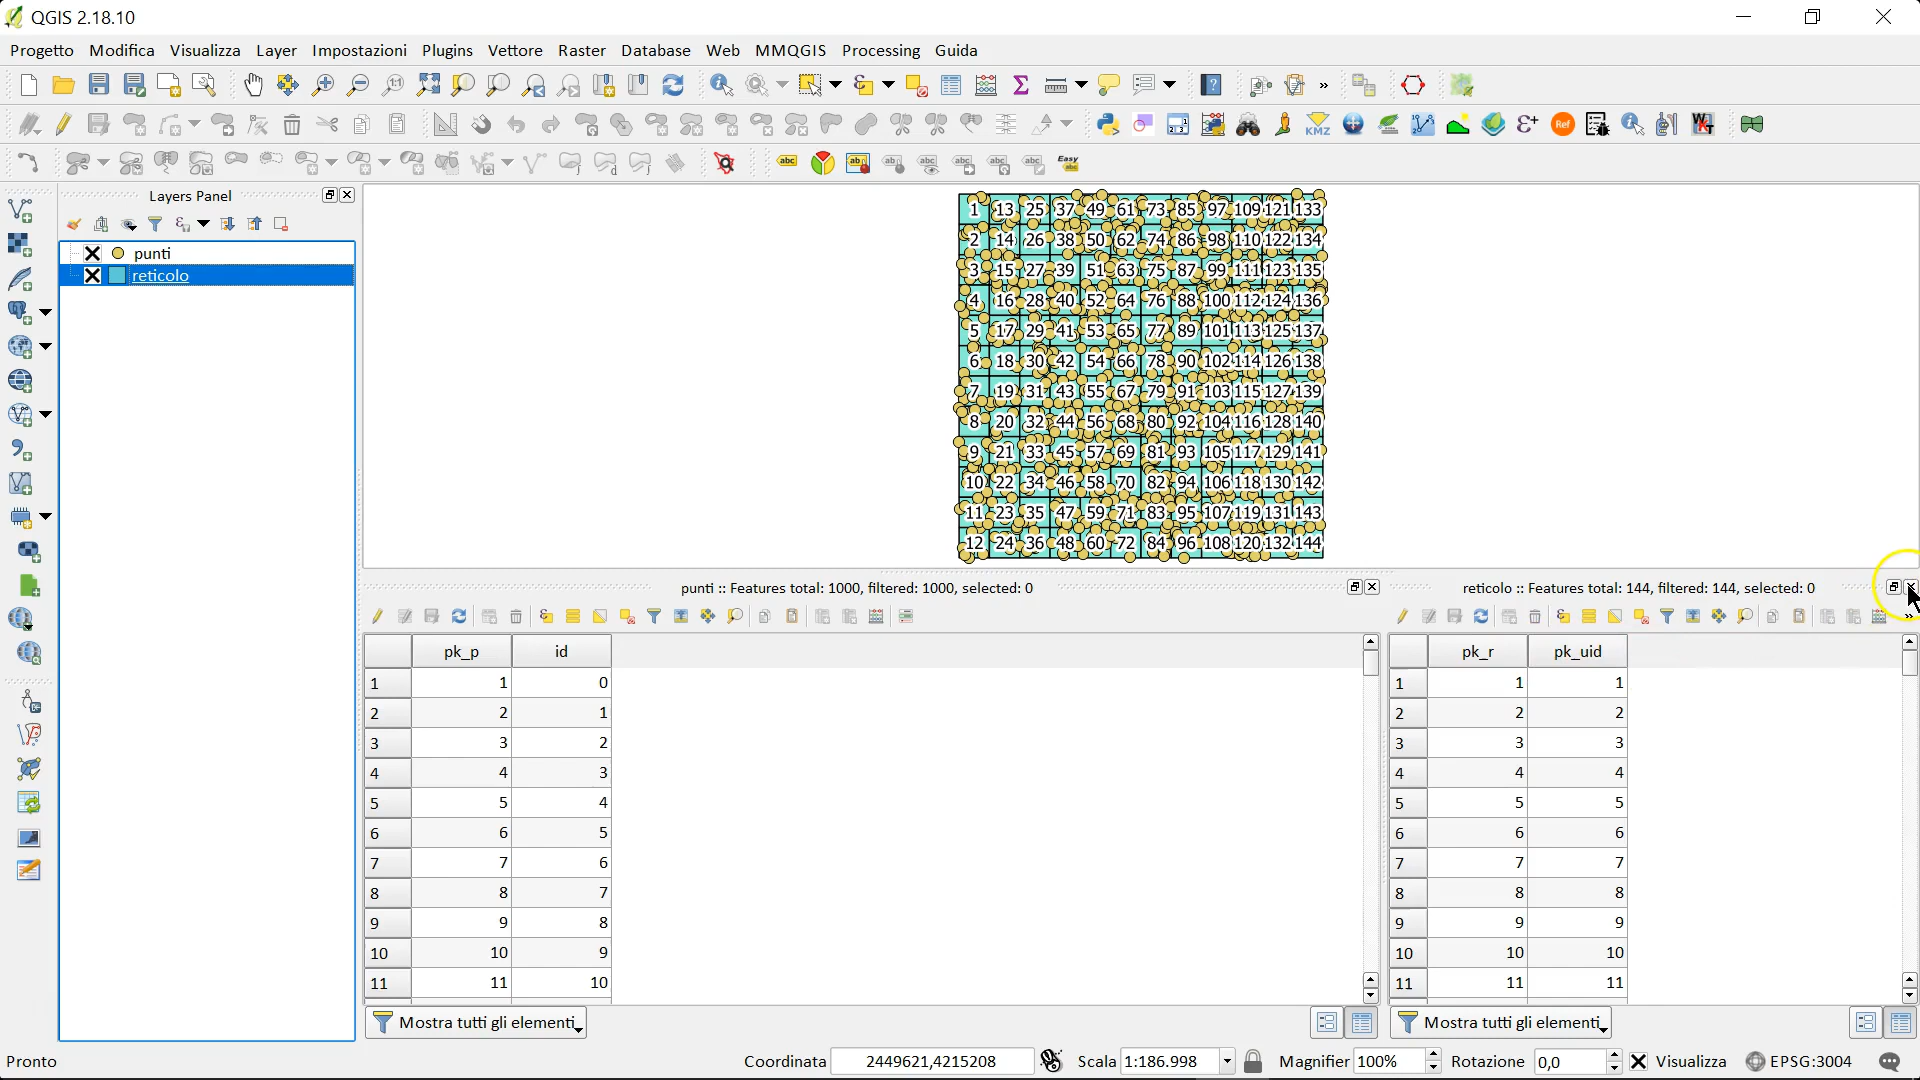 QGIS 2.18.10
Progetto Modifica Visualizza Layer Impostazioni Plugins Vettore Raster Database Web MMQGIS Processing Guida
Layers Panel
punti
reticolo
1 13 25 37 49 61 73 85 97 109 121 133
2 14 26 38 50 62 74 86 98 110 122 134
3 15 27 39 51 63 75 87 99 111 123 135
4 16 28 40 52 64 76 88 100 112 124 136
5 17 29 41 53 65 77 89 101 113 125 137
6 18 30 42 54 66 78 90 102 114 126 138
7 19 31 43 55 67 79 91 103 115 127 139
8 20 32 44 56 68 80 92 104 116 128 140
9 21 33 45 57 69 81 93 105 117 129 141
10 22 34 46 58 70 82 94 106 118 130 142
11 23 35 47 59 71 83 95 107 119 131 143
12 24 36 48 60 72 84 96 108 120 132 144
punti :: Features total: 1000, filtered: 1000, selected: 0
pk_p id
1 1 0
2 2 1
3 3 2
4 4 3
5 5 4
6 6 5
7 7 6
8 8 7
9 9 8
10 10 9
11 11 10
Mostra tutti gli elementi
reticolo :: Features total: 144, filtered: 144, selected: 0
pk_r pk_uid
1 1 1
2 2 2
3 3 3
4 4 4
5 5 5
6 6 6
7 7 7
8 8 8
9 9 9
10 10 10
11 11 11
Mostra tutti gli elementi
Pronto Coordinata 2449621,4215208 Scala 1:186.998 Magnifier 100% Rotazione 0,0 Visualizza EPSG:3004